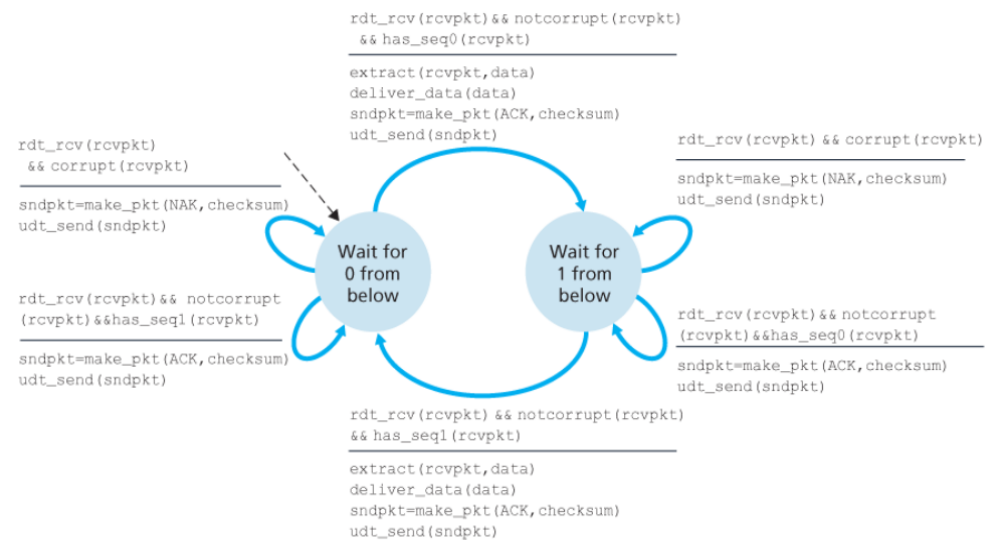 rdt_rcv(rcvpkt)&& notcorrupt(rcvpkt)
&& has_seq0(rcvpkt)
extract(rcvpkt,data)
deliver_data(data)
sndpkt=make_pkt(ACK,checksum)
udt_send(sndpkt)
rdt_rcv(rcvpkt)
&& corrupt(rcvpkt)
sndpkt=make_pkt(NAK,checksum)
udt_send(sndpkt)
rdt_rcv(rcvpkt) && corrupt(rcvpkt)
sndpkt=make_pkt(NAK,checksum)
udt_send(sndpkt)
Wait for
0 from
below
Wait for
1 from
below
rdt_rcv(rcvpkt)&& notcorrupt
(rcvpkt)&&has_seq1(rcvpkt)
sndpkt=make_pkt(ACK,checksum)
udt_send(sndpkt)
rdt_rcv(rcvpkt)&& notcorrupt
(rcvpkt)&&has_seq0(rcvpkt)
sndpkt=make_pkt(ACK,checksum)
udt_send(sndpkt)
rdt_rcv(rcvpkt) && notcorrupt(rcvpkt)
&& has_seq1(rcvpkt)
extract(rcvpkt,data)
deliver_data(data)
sndpkt=make_pkt(ACK,checksum)
udt_send(sndpkt)